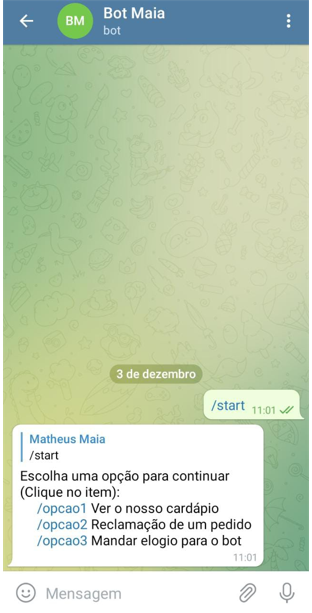 BM
Bot Maia
bot
3 de dezembro
/start 11:01
Matheus Maia
/start
Escolha uma opção para continuar
(Clique no item):
/opcao1 Ver o nosso cardápio
/opcao2 Reclamação de um pedido
/opcao3 Mandar elogio para o bot
11:01
Mensagem